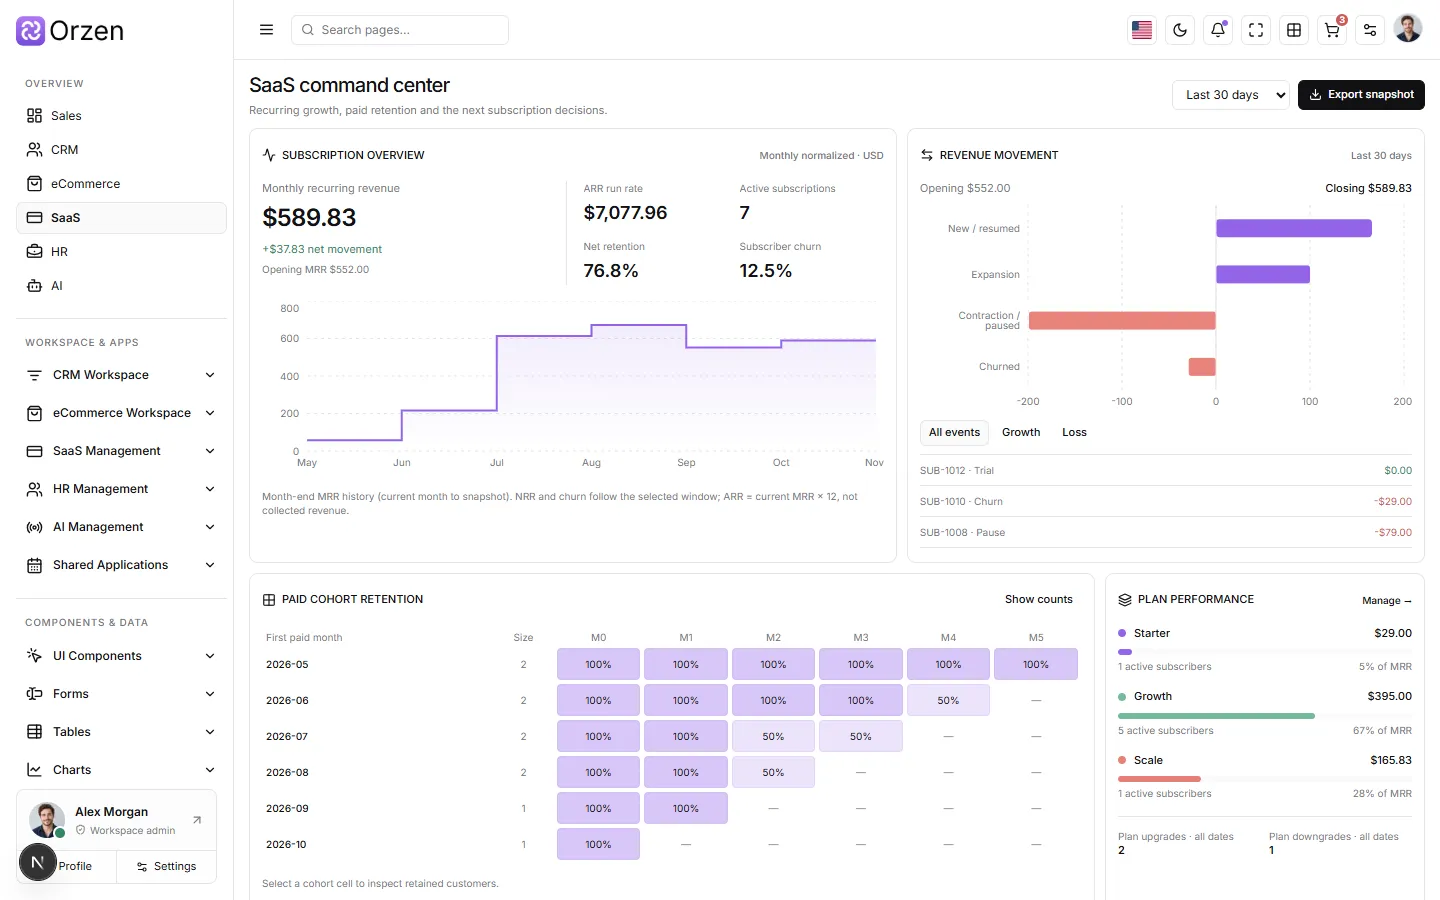 Orzen
Search pages...
3
OVERVIEW
Sales
CRM
eCommerce
SaaS
HR
AI
WORKSPACE & APPS
CRM Workspace
eCommerce Workspace
SaaS Management
HR Management
AI Management
Shared Applications
COMPONENTS & DATA
UI Components
Forms
Tables
Charts
Alex Morgan
Workspace admin
N
Profile
Settings
SaaS command center
Recurring growth, paid retention and the next subscription decisions.
Last 30 days
Export snapshot
SUBSCRIPTION OVERVIEW
Monthly normalized · USD
Monthly recurring revenue
$589.83
+$37.83 net movement
Opening MRR $552.00
ARR run rate
$7,077.96
Active subscriptions
7
Net retention
76.8%
Subscriber churn
12.5%
800
600
400
200
0
May Jun Jul Aug Sep Oct Nov
Month-end MRR history (current month to snapshot). NRR and churn follow the selected window; ARR = current MRR × 12, not
collected revenue.
REVENUE MOVEMENT
Last 30 days
Opening $552.00
Closing $589.83
New / resumed
Expansion
Contraction /
paused
Churned
-200 -100 0 100 200
All events Growth Loss
SUB-1012 · Trial $0.00
SUB-1010 · Churn -$29.00
SUB-1008 · Pause -$79.00
PAID COHORT RETENTION
Show counts
First paid month Size M0 M1 M2 M3 M4 M5
2026-05 2 100% 100% 100% 100% 100% 100%
2026-06 2 100% 100% 100% 100% 50% —
2026-07 2 100% 100% 50% 50% — —
2026-08 2 100% 100% 50% — — —
2026-09 1 100% 100% — — — —
2026-10 1 100% — — — — —
Select a cohort cell to inspect retained customers.
PLAN PERFORMANCE
Manage →
Starter $29.00
1 active subscribers 5% of MRR
Growth $395.00
5 active subscribers 67% of MRR
Scale $165.83
1 active subscribers 28% of MRR
Plan upgrades · all dates
2
Plan downgrades · all dates
1